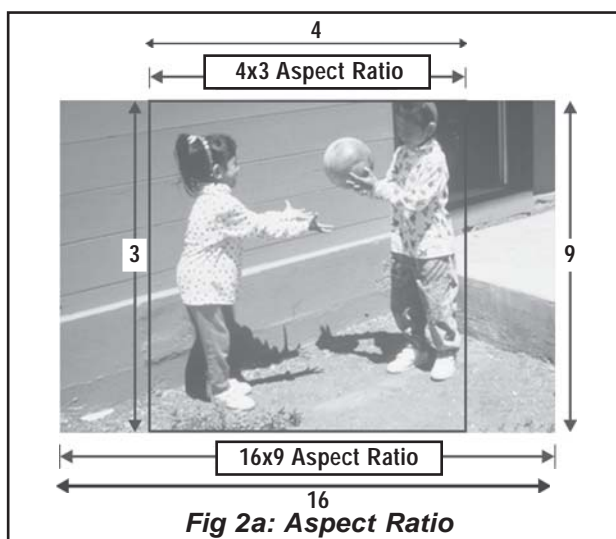 4
4x3 Aspect Ratio
3
9
16x9 Aspect Ratio
16
Fig 2a: Aspect Ratio